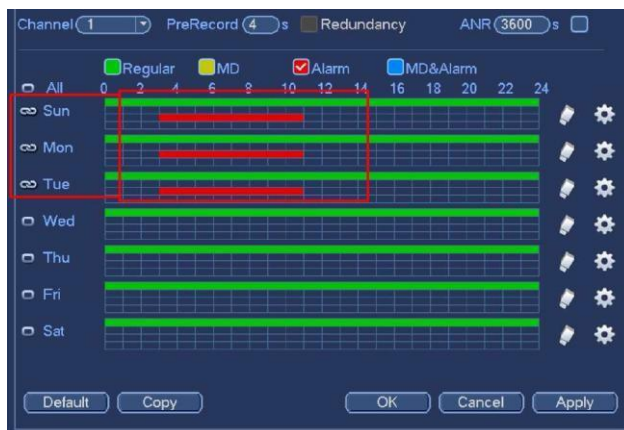 Channel 1 PreRecord 4 s Redundancy ANR 3600 s
Regular MD Alarm MD&Alarm
All 0 2 4 6 8 10 12 14 16 18 20 22 24
Sun
Mon
Tue
Wed
Thu
Fri
Sat
Default Copy OK Cancel Apply